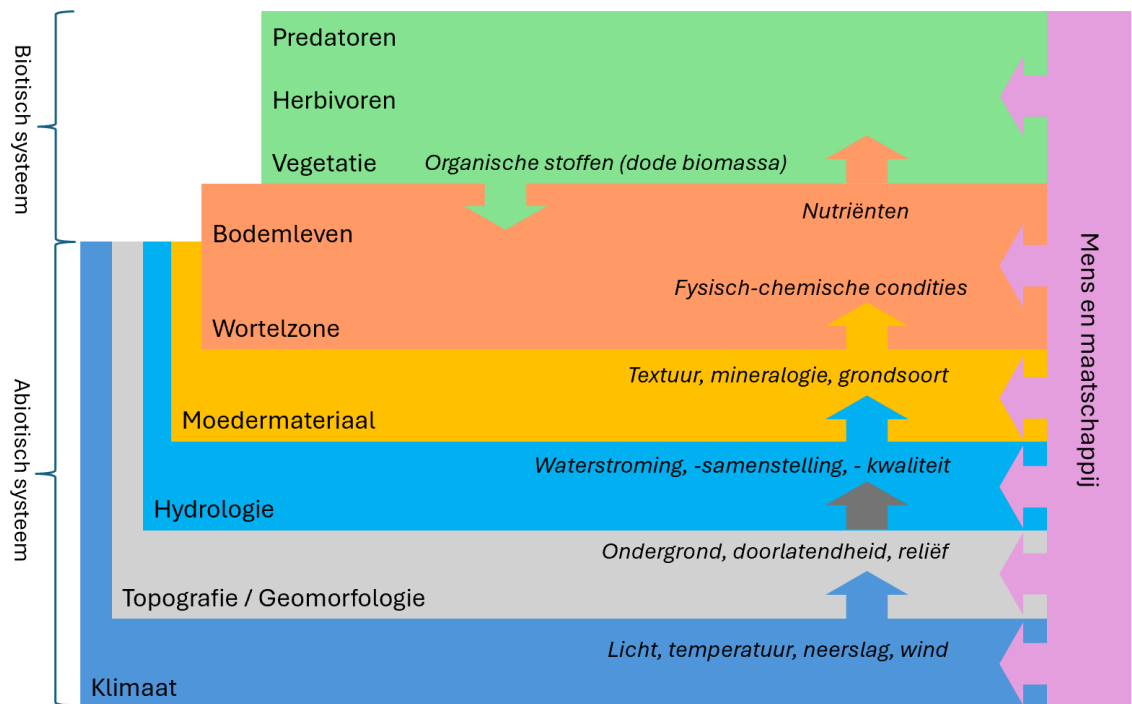 Biotisch systeem
Predatoren
Herbivoren
Vegetatie
Organische stoffen (dode biomassa)
Nutriënten
Bodemleven
Fysisch-chemische condities
Wortelzone
Textuur, mineralogie, grondsoort
Moedermateriaal
Waterstroming, -samenstelling, - kwaliteit
Hydrologie
Ondergrond, doorlatendheid, reliëf
Topografie / Geomorfologie
Licht, temperatuur, neerslag, wind
Klimaat
Abiotisch systeem
Mens en maatschappij